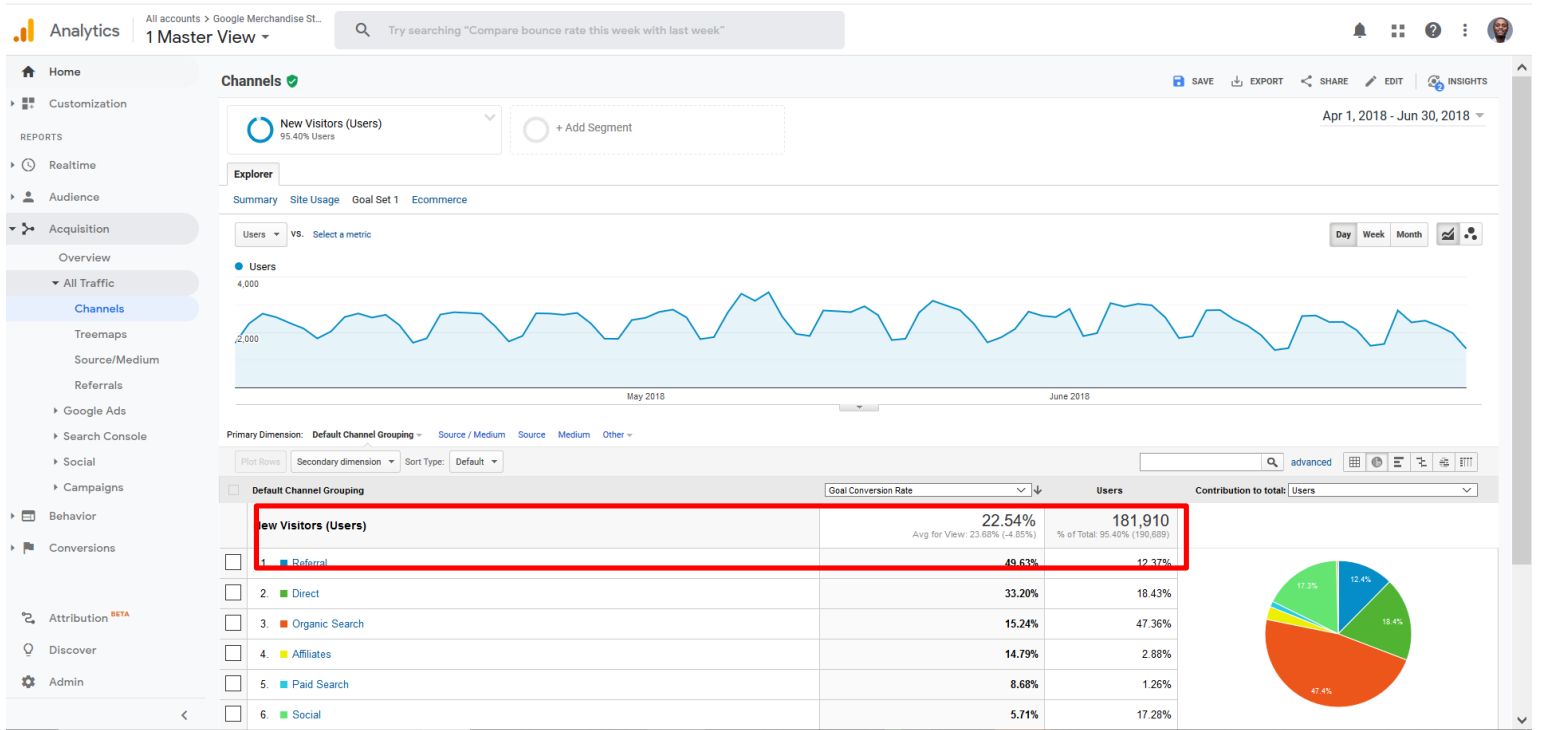 All accounts > Google Merchandise St...
Analytics
1 Master View
Try searching "Compare bounce rate this week with last week"
Home
Customization
REPORTS
Realtime
Audience
Acquisition
Overview
All Traffic
Channels
Treemaps
Source/Medium
Referrals
Google Ads
Search Console
Social
Campaigns
Behavior
Conversions
Attribution BETA
Discover
Admin
Channels
SAVE EXPORT SHARE EDIT 2 INSIGHTS
New Visitors (Users)
95.40% Users
+ Add Segment
Apr 1, 2018 - Jun 30, 2018
Explorer
Summary Site Usage Goal Set 1 Ecommerce
Users VS. Select a metric
Day Week Month
Users
4,000
2,000
May 2018 June 2018
Primary Dimension: Default Channel Grouping Source / Medium Source Medium Other
Plot Rows Secondary dimension Sort Type: Default advanced
Default Channel Grouping Goal Conversion Rate Users Contribution to total: Users
New Visitors (Users) 22.54% 181,910
Avg for View: 23.68% (-4.85%) % of Total: 95.40% (190,689)
1. Referral 49.63% 12.37%
2. Direct 33.20% 18.43%
3. Organic Search 15.24% 47.36%
4. Affiliates 14.79% 2.88%
5. Paid Search 8.68% 1.26%
6. Social 5.71% 17.28%
17.3% 12.4%
18.4%
47.4%